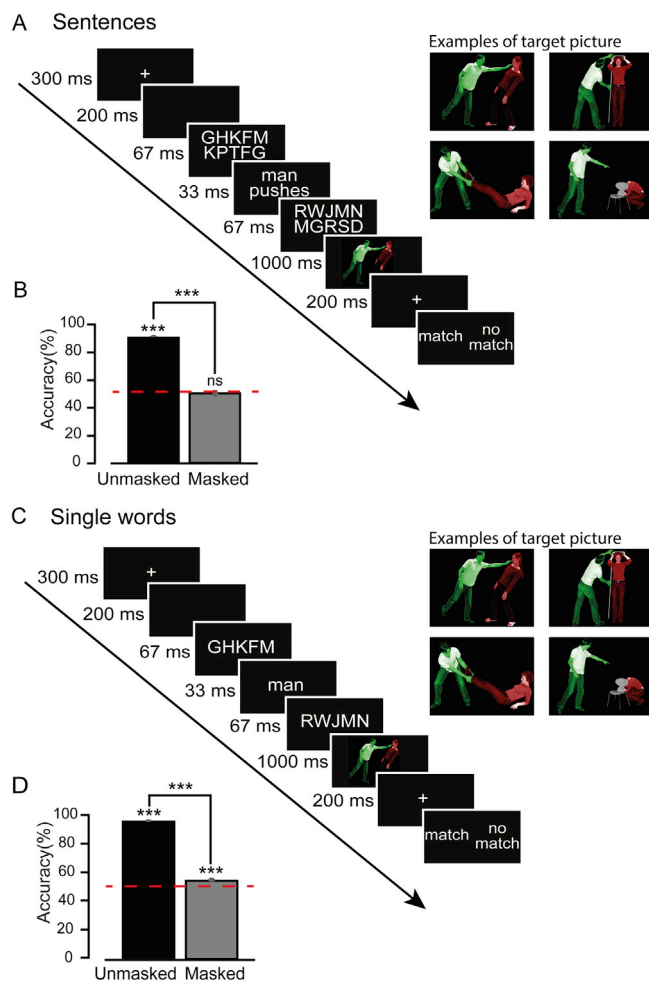 A Sentences
Examples of target picture
300 ms
+
200 ms
67 ms
GHKFM
KPTFG
33 ms
man
pushes
67 ms
RWJMN
MGRSD
1000 ms
200 ms
+
match
no
match
B
Accuracy(%)
100
80
60
40
20
0
***
***
ns
Unmasked Masked
C Single words
Examples of target picture
300 ms
+
200 ms
67 ms
GHKFM
33 ms
man
67 ms
RWJMN
1000 ms
200 ms
+
match
no
match
D
Accuracy(%)
100
80
60
40
20
0
***
***
***
Unmasked Masked